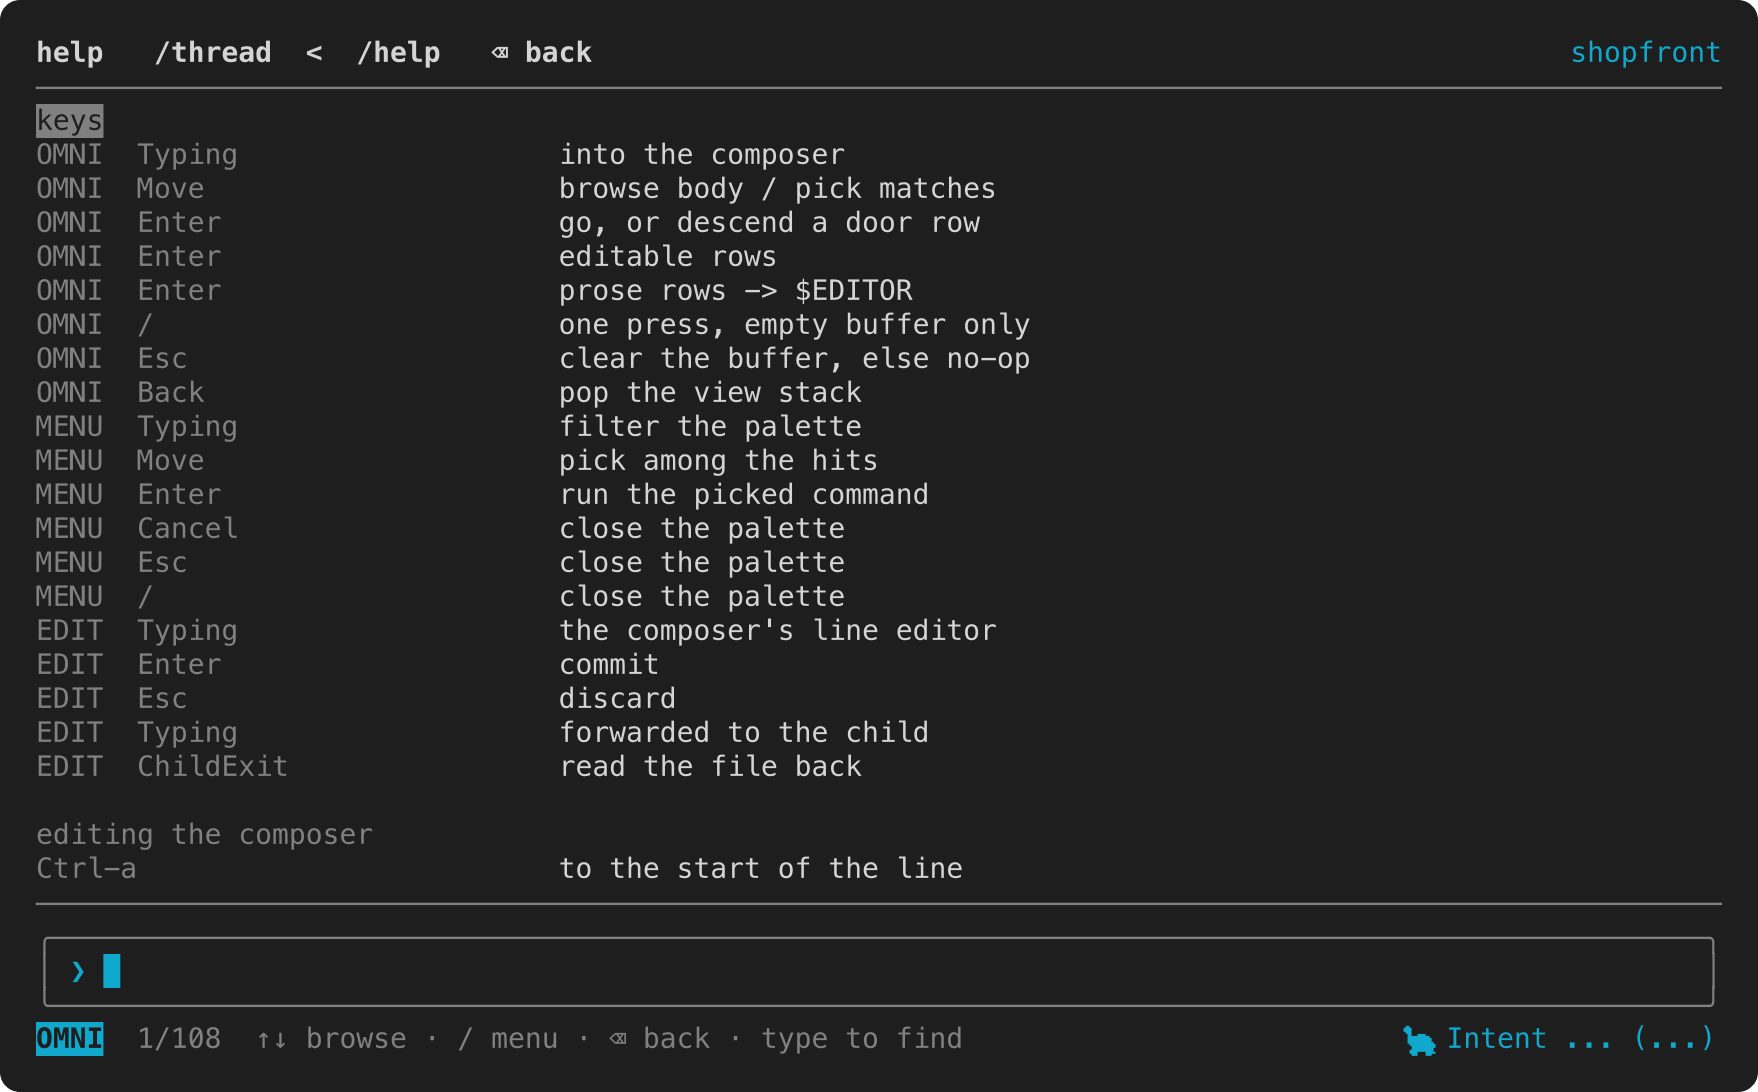 help   /thread  <  /help   ⌫ back   shopfront
keys
OMNI  Typing   into the composer
OMNI  Move   browse body / pick matches
OMNI  Enter   go, or descend a door row
OMNI  Enter   editable rows
OMNI  Enter   prose rows -> $EDITOR
OMNI  /   one press, empty buffer only
OMNI  Esc   clear the buffer, else no-op
OMNI  Back   pop the view stack
MENU  Typing   filter the palette
MENU  Move   pick among the hits
MENU  Enter   run the picked command
MENU  Cancel   close the palette
MENU  Esc   close the palette
MENU  /   close the palette
EDIT  Typing   the composer's line editor
EDIT  Enter   commit
EDIT  Esc   discard
EDIT  Typing   forwarded to the child
EDIT  ChildExit   read the file back
editing the composer
Ctrl-a   to the start of the line
❯
OMNI  1/108  ↑↓ browse · / menu · ⌫ back · type to find   Intent ... (...)